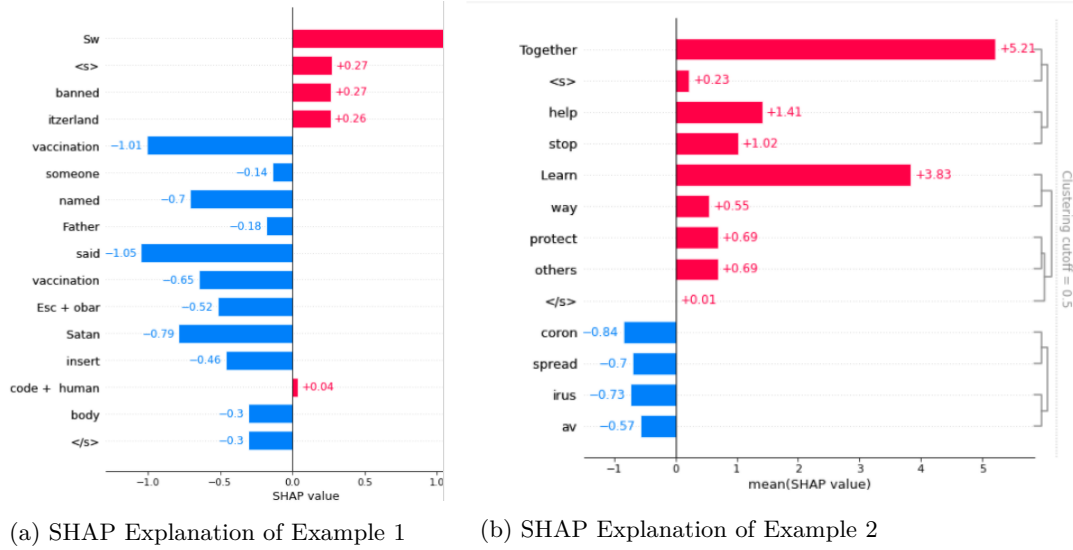 Sw
<s>
+0.27
banned
+0.27
itzerland
+0.26
vaccination
−1.01
someone
−0.14
named
−0.7
Father
−0.18
said
−1.05
vaccination
−0.65
Esc + obar
−0.52
Satan
−0.79
insert
−0.46
code + human
+0.04
body
−0.3
</s>
−0.3
−1.0 −0.5 0.0 0.5 1.0
SHAP value
(a) SHAP Explanation of Example 1
Together
+5.21
<s>
+0.23
help
+1.41
stop
+1.02
Learn
+3.83
way
+0.55
protect
+0.69
others
+0.69
</s>
+0.01
coron
−0.84
spread
−0.7
irus
−0.73
av
−0.57
Clustering cutoff = 0.5
−1 0 1 2 3 4 5
mean(SHAP value)
(b) SHAP Explanation of Example 2